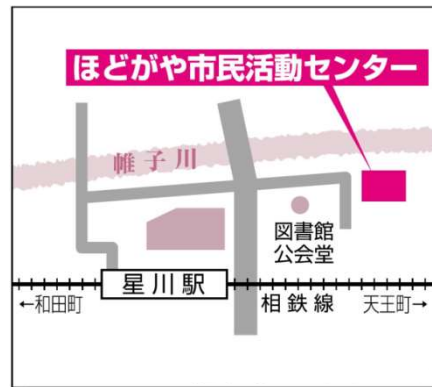 ほどがや市民活動センター
帷子川
図書館
公会堂
星川駅
←和田町
相鉄線
天王町→